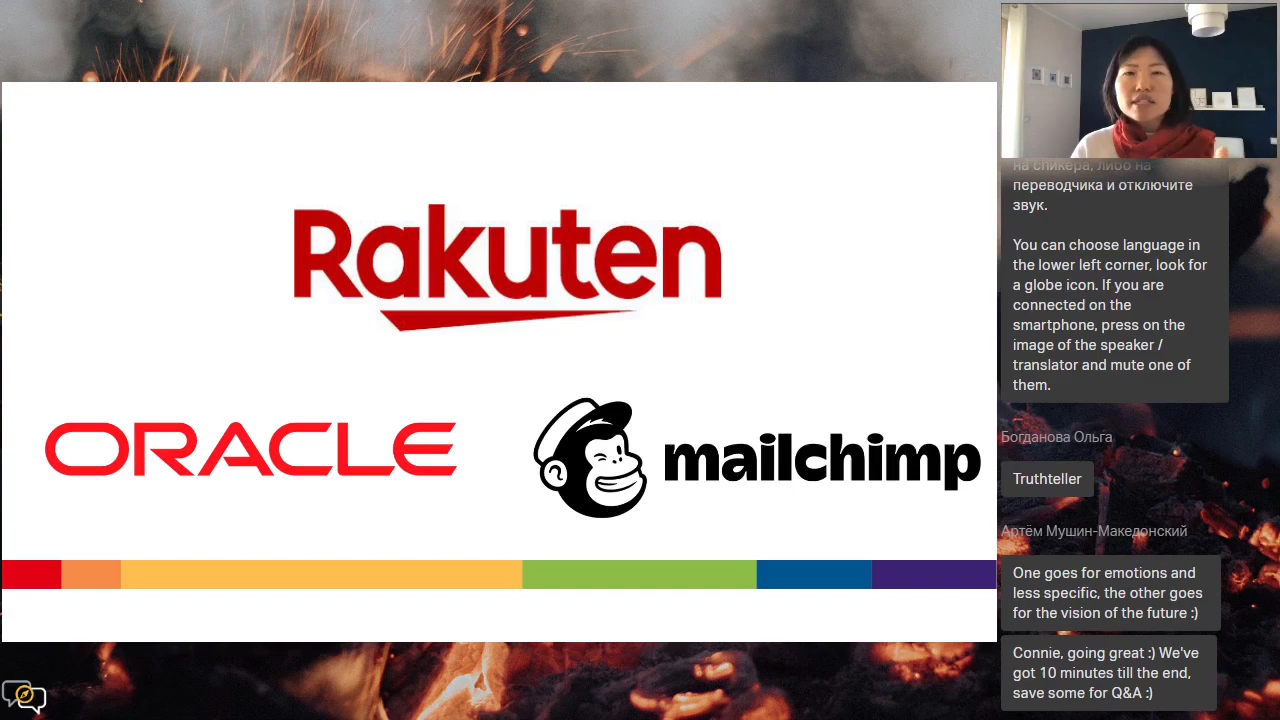 Rakuten
ORACLE
mailchimp
на спикера, либо на
переводчика и отключите
звук.
You can choose language in
the lower left corner, look for
a globe icon. If you are
connected on the
smartphone, press on the
image of the speaker /
translator and mute one of
them.
Богданова Ольга
Truthteller
Артём Мушин-Македонский
One goes for emotions and
less specific, the other goes
for the vision of the future :)
Connie, going great :) We've
got 10 minutes till the end,
save some for Q&A :)